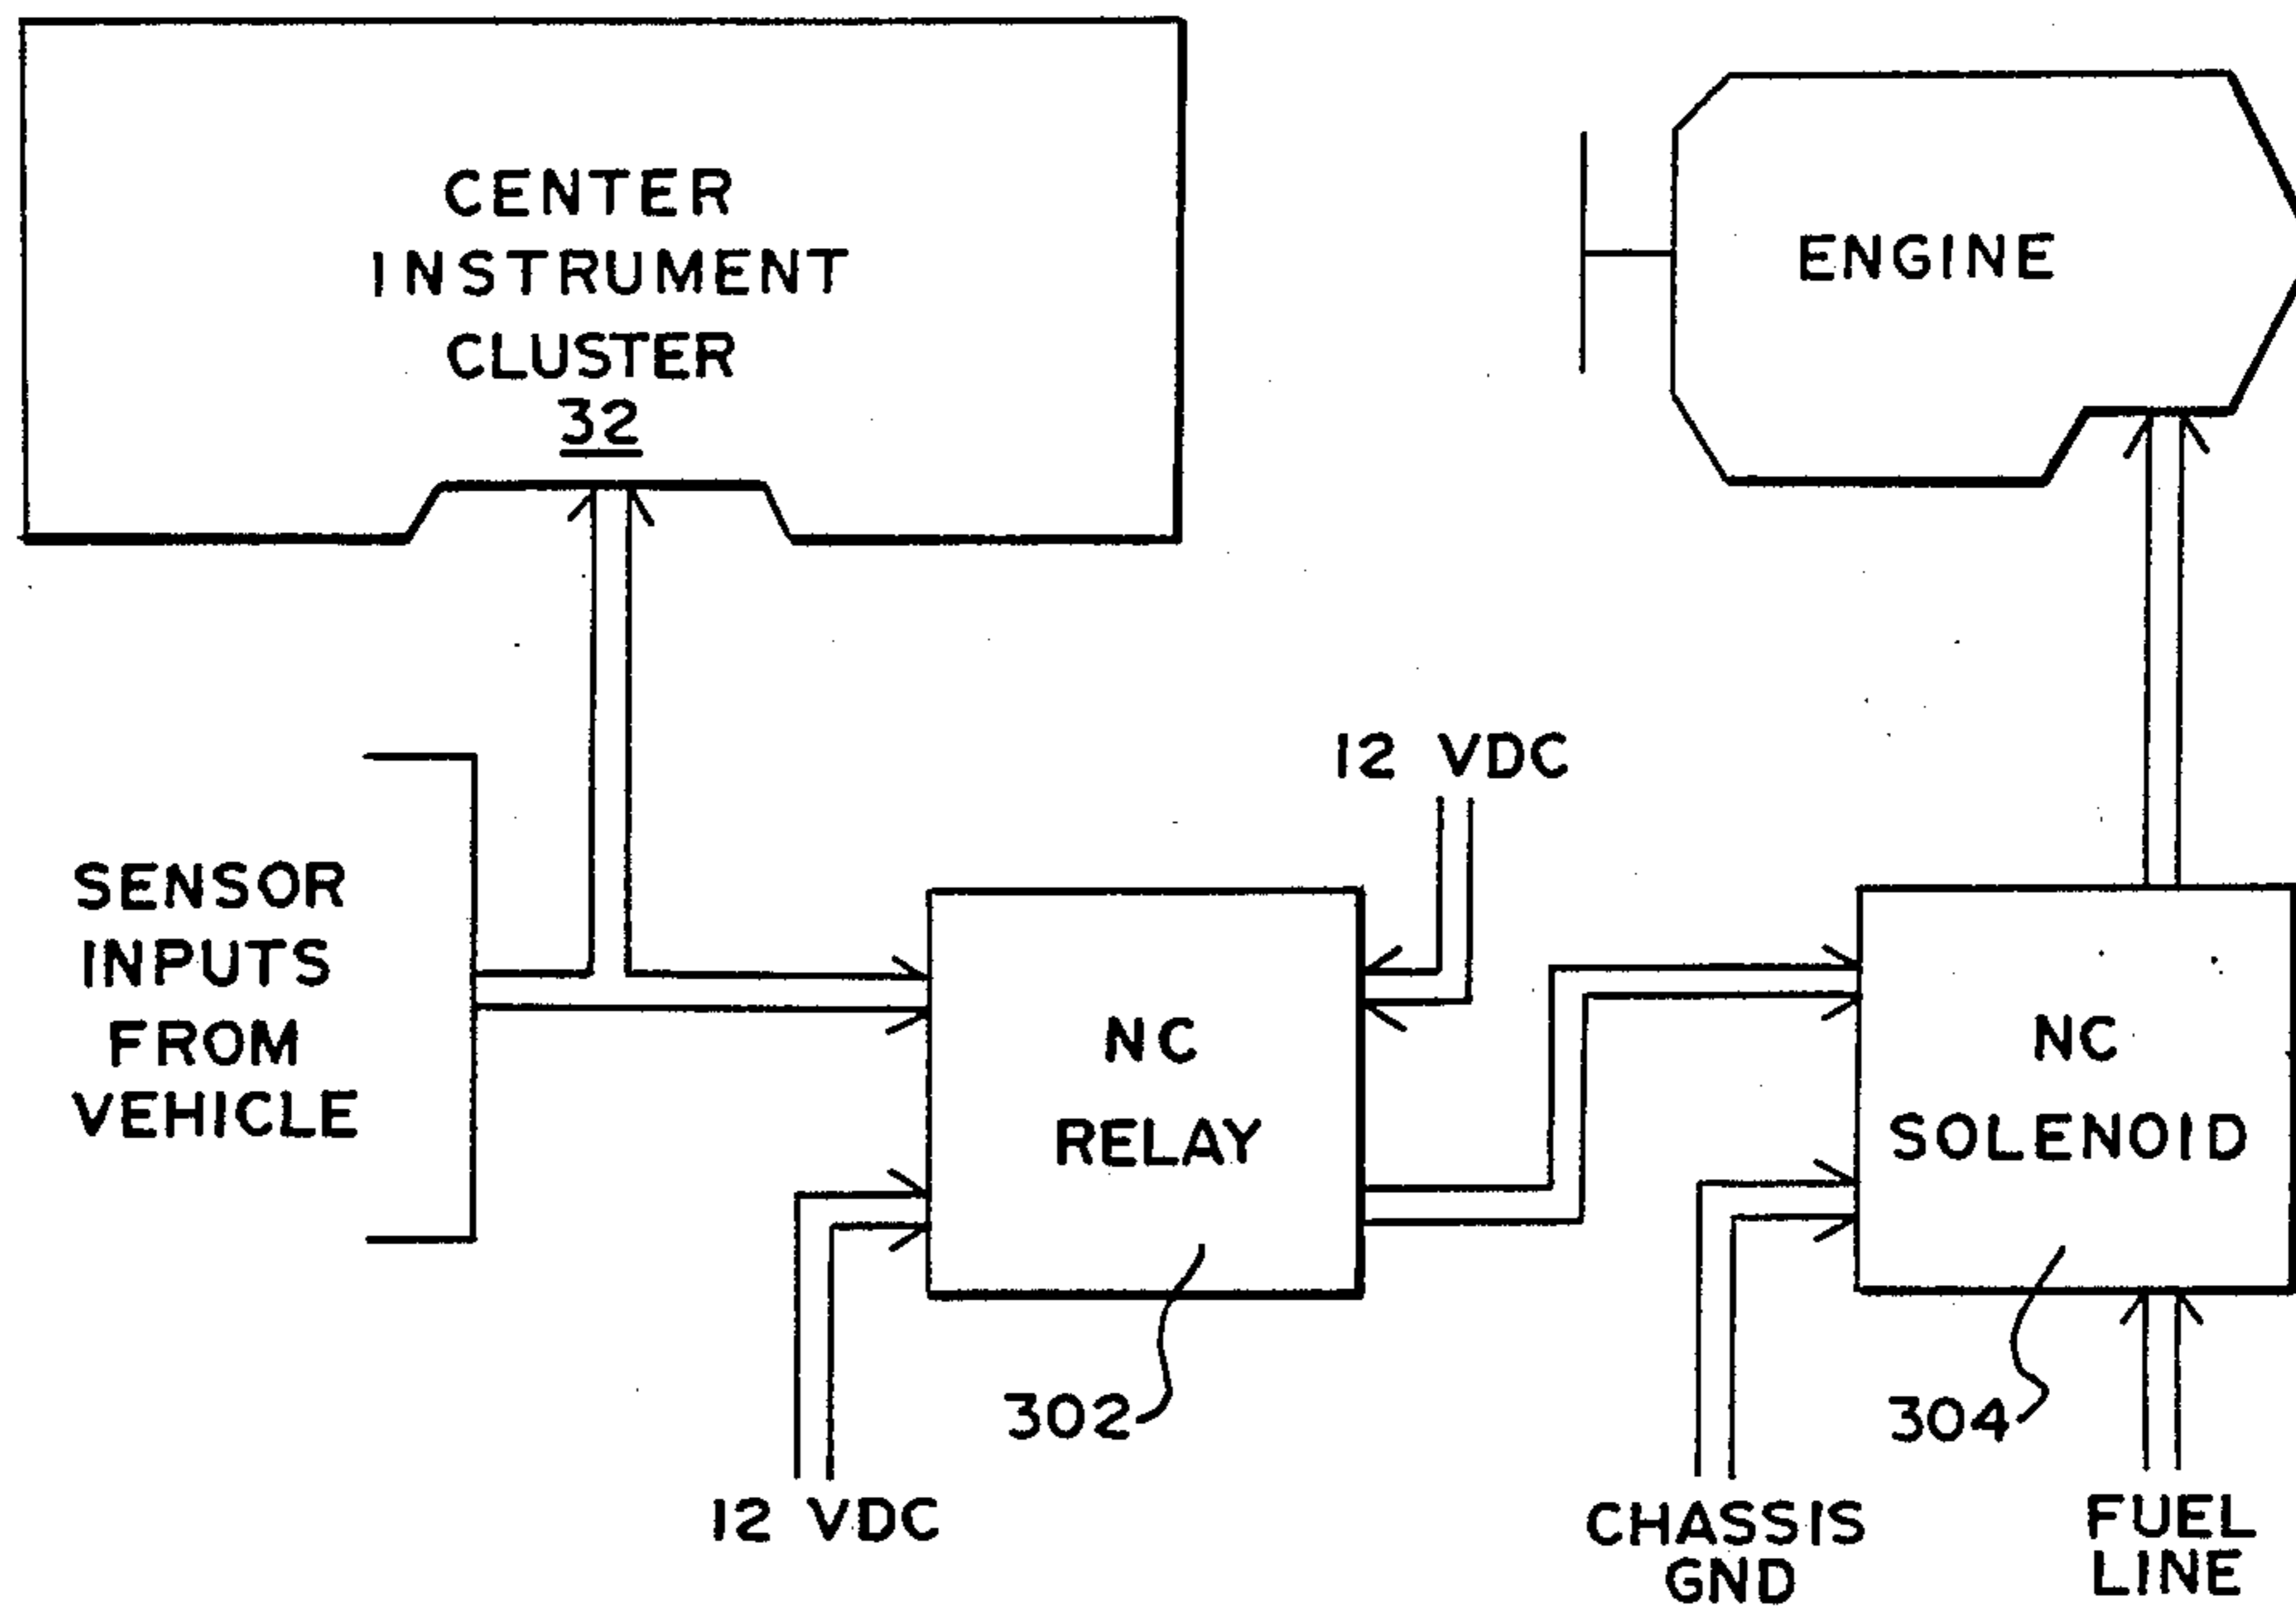 CENTER
INSTRUMENT
CLUSTER
32
ENGINE
12 VDC
SENSOR
INPUTS
FROM
VEHICLE
NC
RELAY
NC
SOLENOID
302
304
12 VDC
CHASSIS
GND
FUEL
LINE